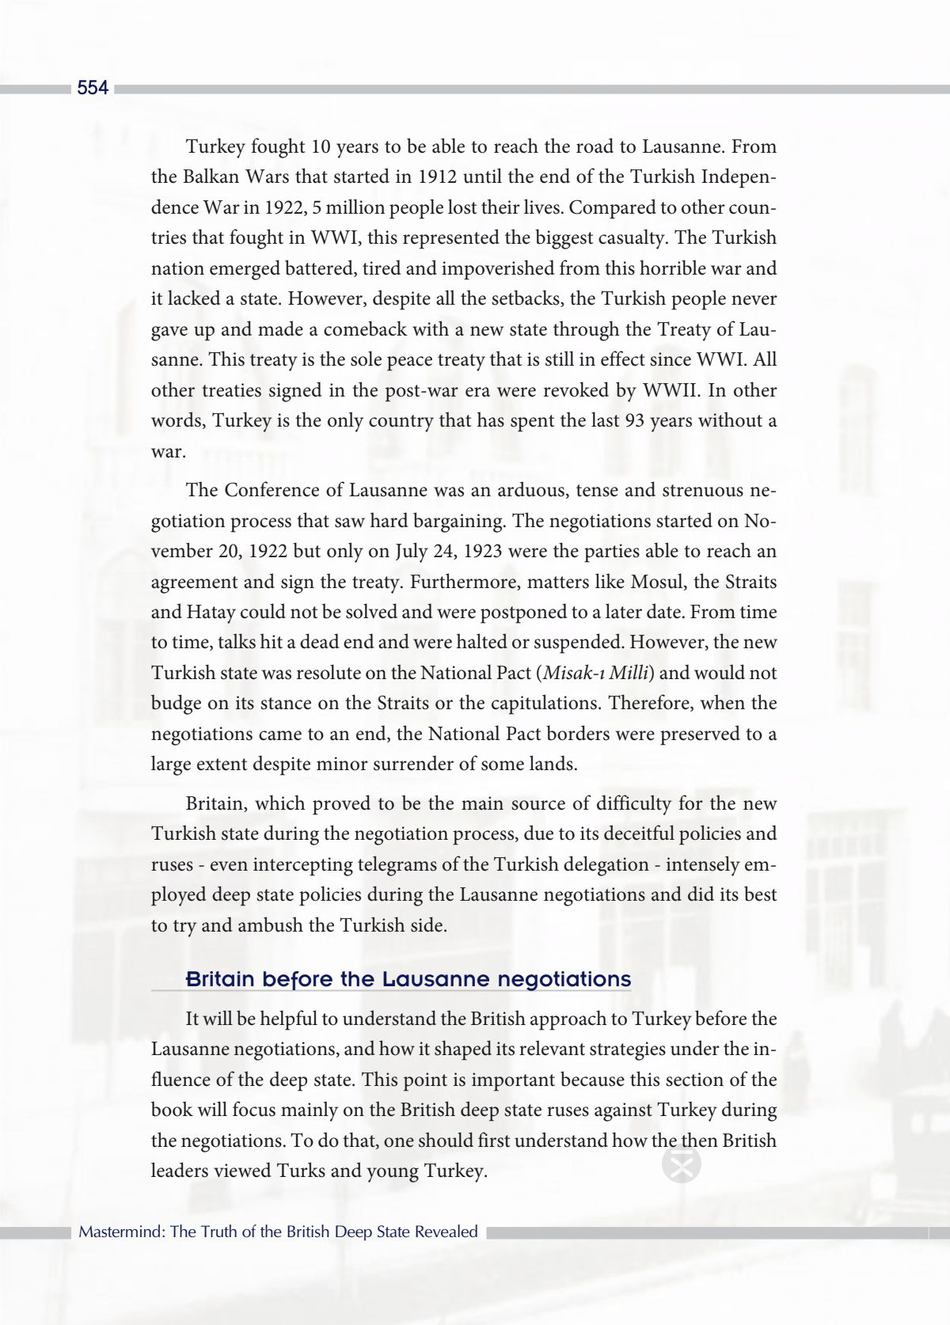 554
Turkey fought 10 years to be able to reach the road to Lausanne. From
the Balkan Wars that started in 1912 until the end of the Turkish Indepen-
dence War in 1922, 5 million people lost their lives. Compared to other coun-
tries that fought in WWI, this represented the biggest casualty. The Turkish
nation emerged battered, tired and impoverished from this horrible war and
it lacked a state. However, despite all the setbacks, the Turkish people never
gave up and made a comeback with a new state through the Treaty of Lau-
sanne. This treaty is the sole peace treaty that is still in effect since WWI. All
other treaties signed in the post-war era were revoked by WWII. In other
words, Turkey is the only country that has spent the last 93 years without a
war.
The Conference of Lausanne was an arduous, tense and strenuous ne-
gotiation process that saw hard bargaining. The negotiations started on No-
vember 20, 1922 but only on July 24, 1923 were the parties able to reach an
agreement and sign the treaty. Furthermore, matters like Mosul, the Straits
and Hatay could not be solved and were postponed to a later date. From time
to time, talks hit a dead end and were halted or suspended. However, the new
Turkish state was resolute on the National Pact (Misak-ı Milli) and would not
budge on its stance on the Straits or the capitulations. Therefore, when the
negotiations came to an end, the National Pact borders were preserved to a
large extent despite minor surrender of some lands.
Britain, which proved to be the main source of difficulty for the new
Turkish state during the negotiation process, due to its deceitful policies and
ruses - even intercepting telegrams of the Turkish delegation - intensely em-
ployed deep state policies during the Lausanne negotiations and did its best
to try and ambush the Turkish side.
Britain before the Lausanne negotiations
It will be helpful to understand the British approach to Turkey before the
Lausanne negotiations, and how it shaped its relevant strategies under the in-
fluence of the deep state. This point is important because this section of the
book will focus mainly on the British deep state ruses against Turkey during
the negotiations. To do that, one should first understand how the then British
leaders viewed Turks and young Turkey.
Mastermind: The Truth of the British Deep State Revealed